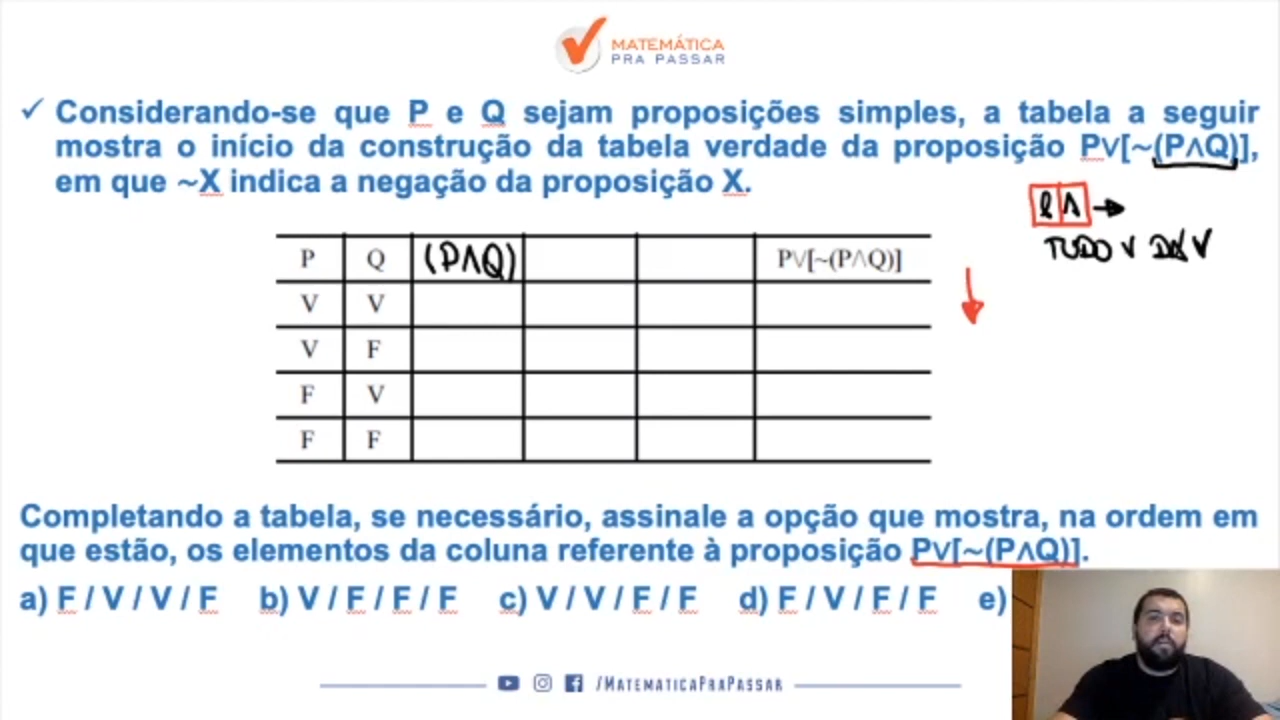 MATEMÁTICA
PRA PASSAR
✓ Considerando-se que P e Q sejam proposições simples, a tabela a seguir
mostra o início da construção da tabela verdade da proposição P∨[~(P∧Q)],
em que ~X indica a negação da proposição X.
e ∧ →
TUDO V DÁ V
P Q (P∧Q) P∨[~(P∧Q)]
V V
V F
F V
F F
Completando a tabela, se necessário, assinale a opção que mostra, na ordem em
que estão, os elementos da coluna referente à proposição P∨[~(P∧Q)].
a) F / V / V / F b) V / F / F / F c) V / V / F / F d) F / V / F / F e)
/MATEMATICAPRAPASSAR